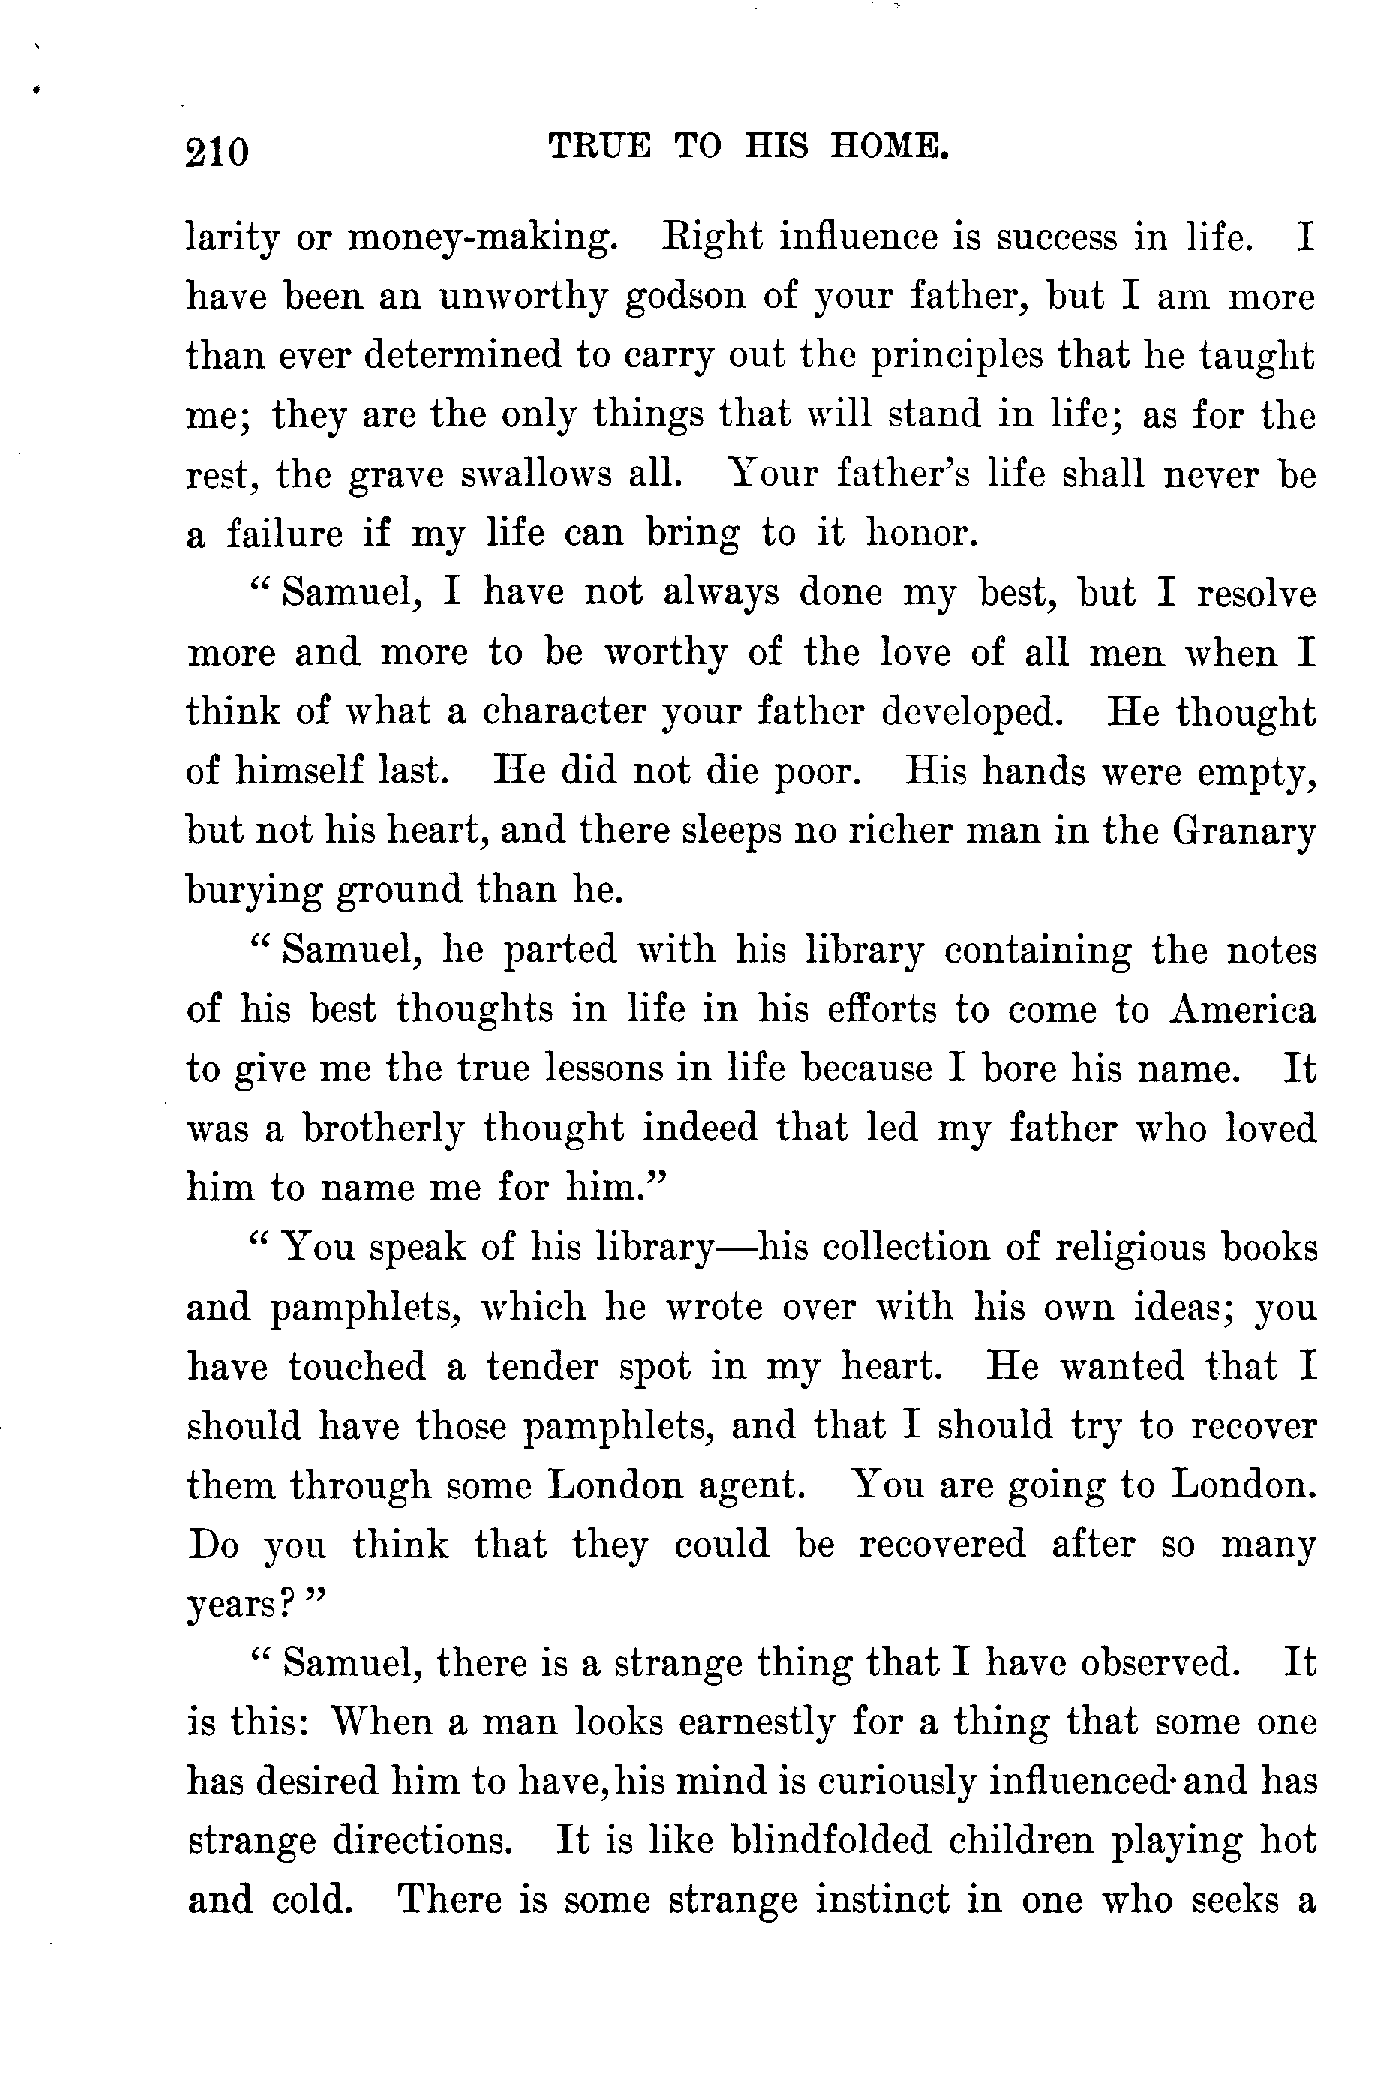 210 TRUE TO HIS HOME.
larity or money-making. Right influence is success in life. I
have been an unworthy godson of your father, but I am more
than ever determined to carry out the principles that he taught
me; they are the only things that will stand in life; as for the
rest, the grave swallows all. Your father's life shall never be
a failure if my life can bring to it honor.
“ Samuel, I have not always done my best, but I resolve
more and more to be worthy of the love of all men when I
think of what a character your father developed. He thought
of himself last. He did not die poor. His hands were empty,
but not his heart, and there sleeps no richer man in the Granary
burying ground than he.
“ Samuel, he parted with his library containing the notes
of his best thoughts in life in his efforts to come to America
to give me the true lessons in life because I bore his name. It
was a brotherly thought indeed that led my father who loved
him to name me for him.”
“ You speak of his library—his collection of religious books
and pamphlets, which he wrote over with his own ideas; you
have touched a tender spot in my heart. He wanted that I
should have those pamphlets, and that I should try to recover
them through some London agent. You are going to London.
Do you think that they could be recovered after so many
years? ”
“ Samuel, there is a strange thing that I have observed. It
is this: When a man looks earnestly for a thing that some one
has desired him to have, his mind is curiously influenced and has
strange directions. It is like blindfolded children playing hot
and cold. There is some strange instinct in one who seeks a